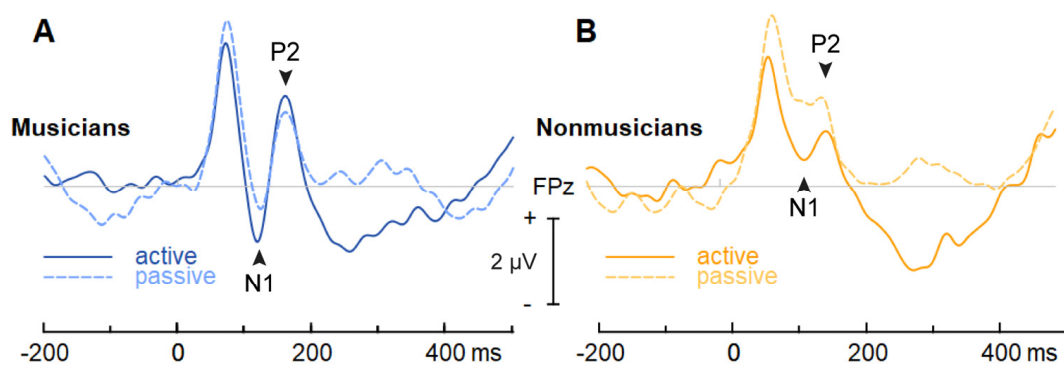 A
P2
Musicians
N1
active
passive
-200 0 200 400 ms
B
P2
Nonmusicians
FPz
N1
+
2 µV
-
active
passive
-200 0 200 400 ms